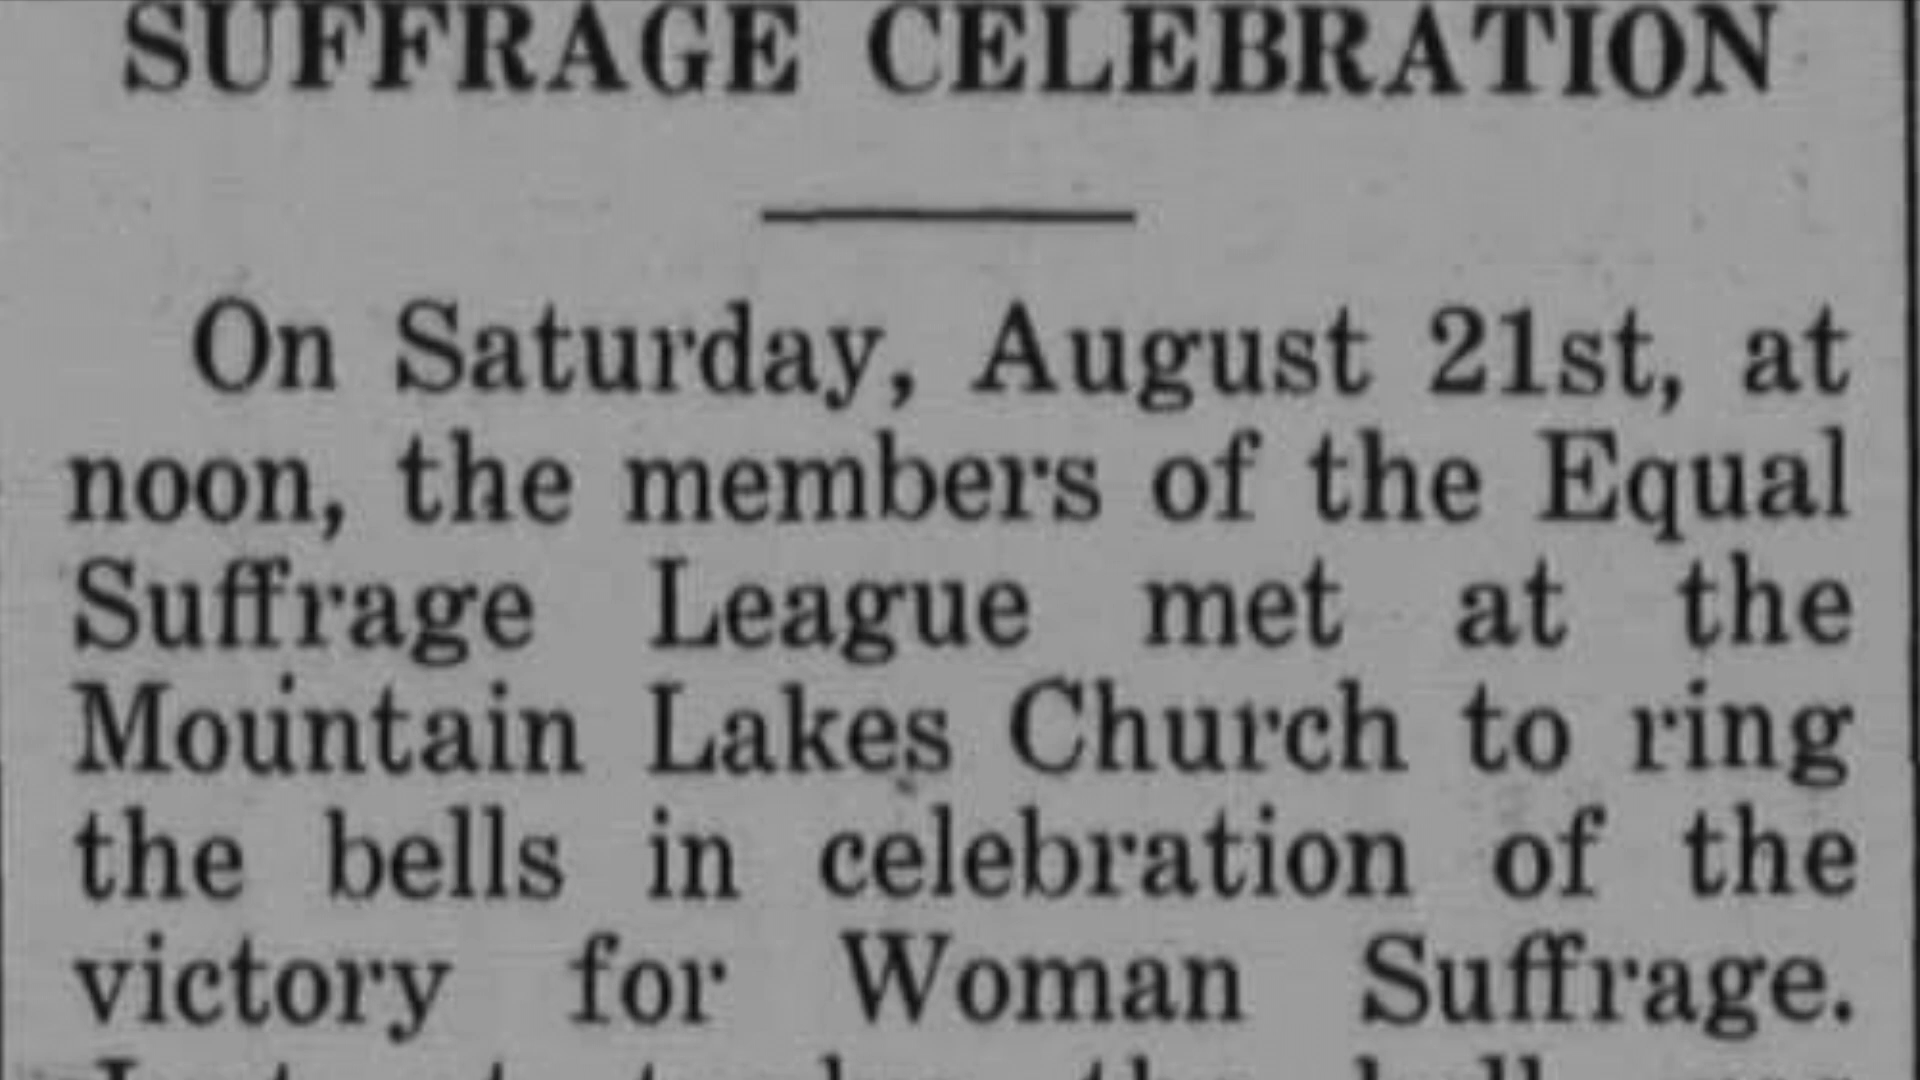 SUFFRAGE CELEBRATION
On Saturday, August 21st, at
noon, the members of the Equal
Suffrage League met at the
Mountain Lakes Church to ring
the bells in celebration of the
victory for Woman Suffrage.